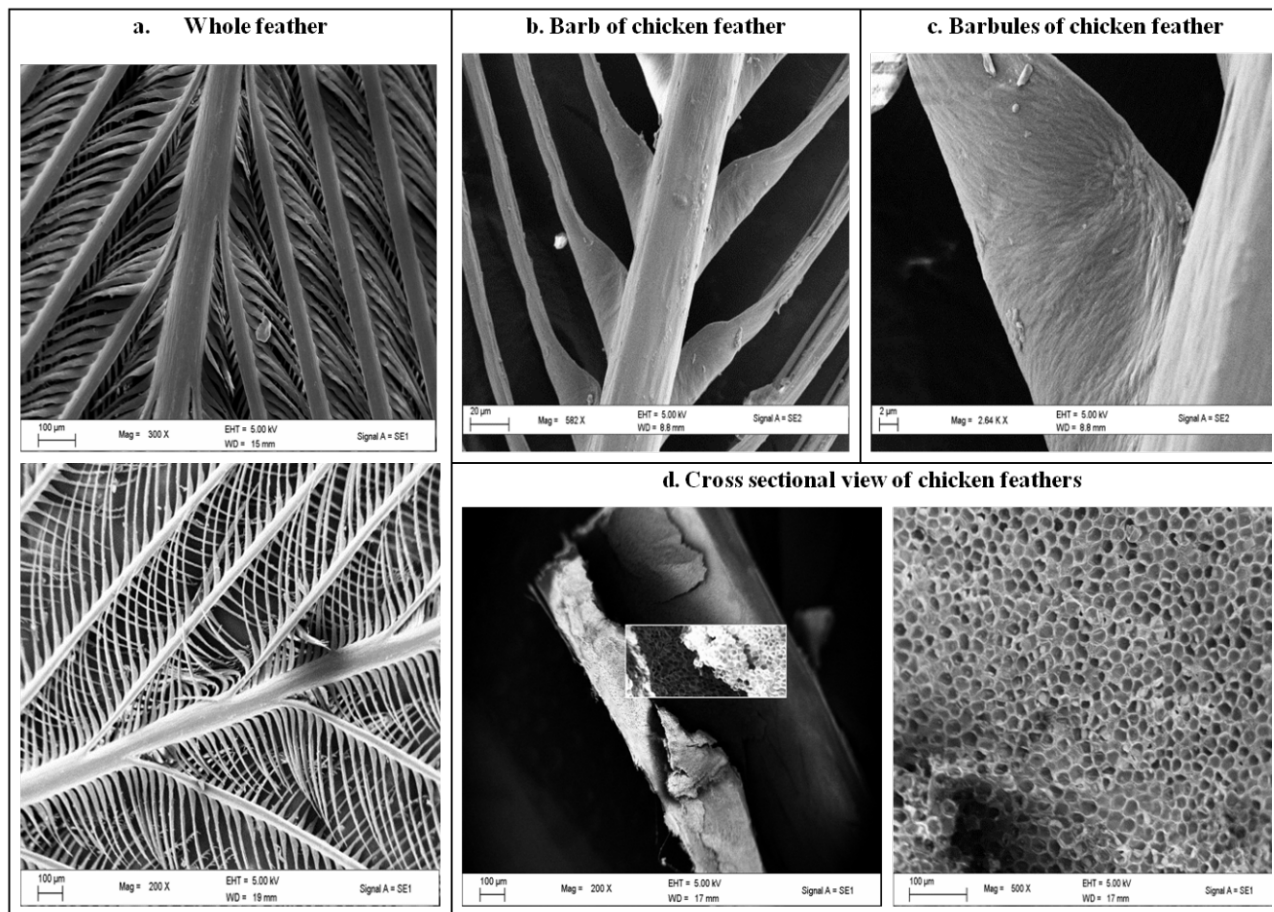 a. Whole feather
b. Barb of chicken feather
c. Barbules of chicken feather
100 µm
Mag = 300 X
EHT = 5.00 kV
WD = 15 mm
Signal A = SE1
20 µm
Mag = 582 X
EHT = 5.00 kV
WD = 8.8 mm
Signal A = SE2
2 µm
Mag = 2.64 K X
EHT = 5.00 kV
WD = 8.8 mm
Signal A = SE2
d. Cross sectional view of chicken feathers
100 µm
Mag = 200 X
EHT = 5.00 kV
WD = 19 mm
Signal A = SE1
100 µm
Mag = 200 X
EHT = 5.00 kV
WD = 17 mm
Signal A = SE1
100 µm
Mag = 500 X
EHT = 5.00 kV
WD = 17 mm
Signal A = SE1